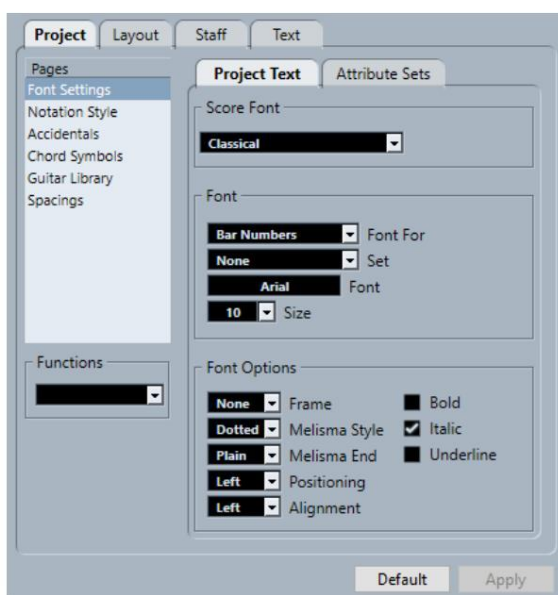 Project Layout Staff Text
Pages
Font Settings
Notation Style
Accidentals
Chord Symbols
Guitar Library
Spacings
Functions
Project Text Attribute Sets
Score Font
Classical
Font
Bar Numbers Font For
None Set
Arial Font
10 Size
Font Options
None Frame Bold
Dotted Melisma Style Italic
Plain Melisma End Underline
Left Positioning
Left Alignment
Default Apply